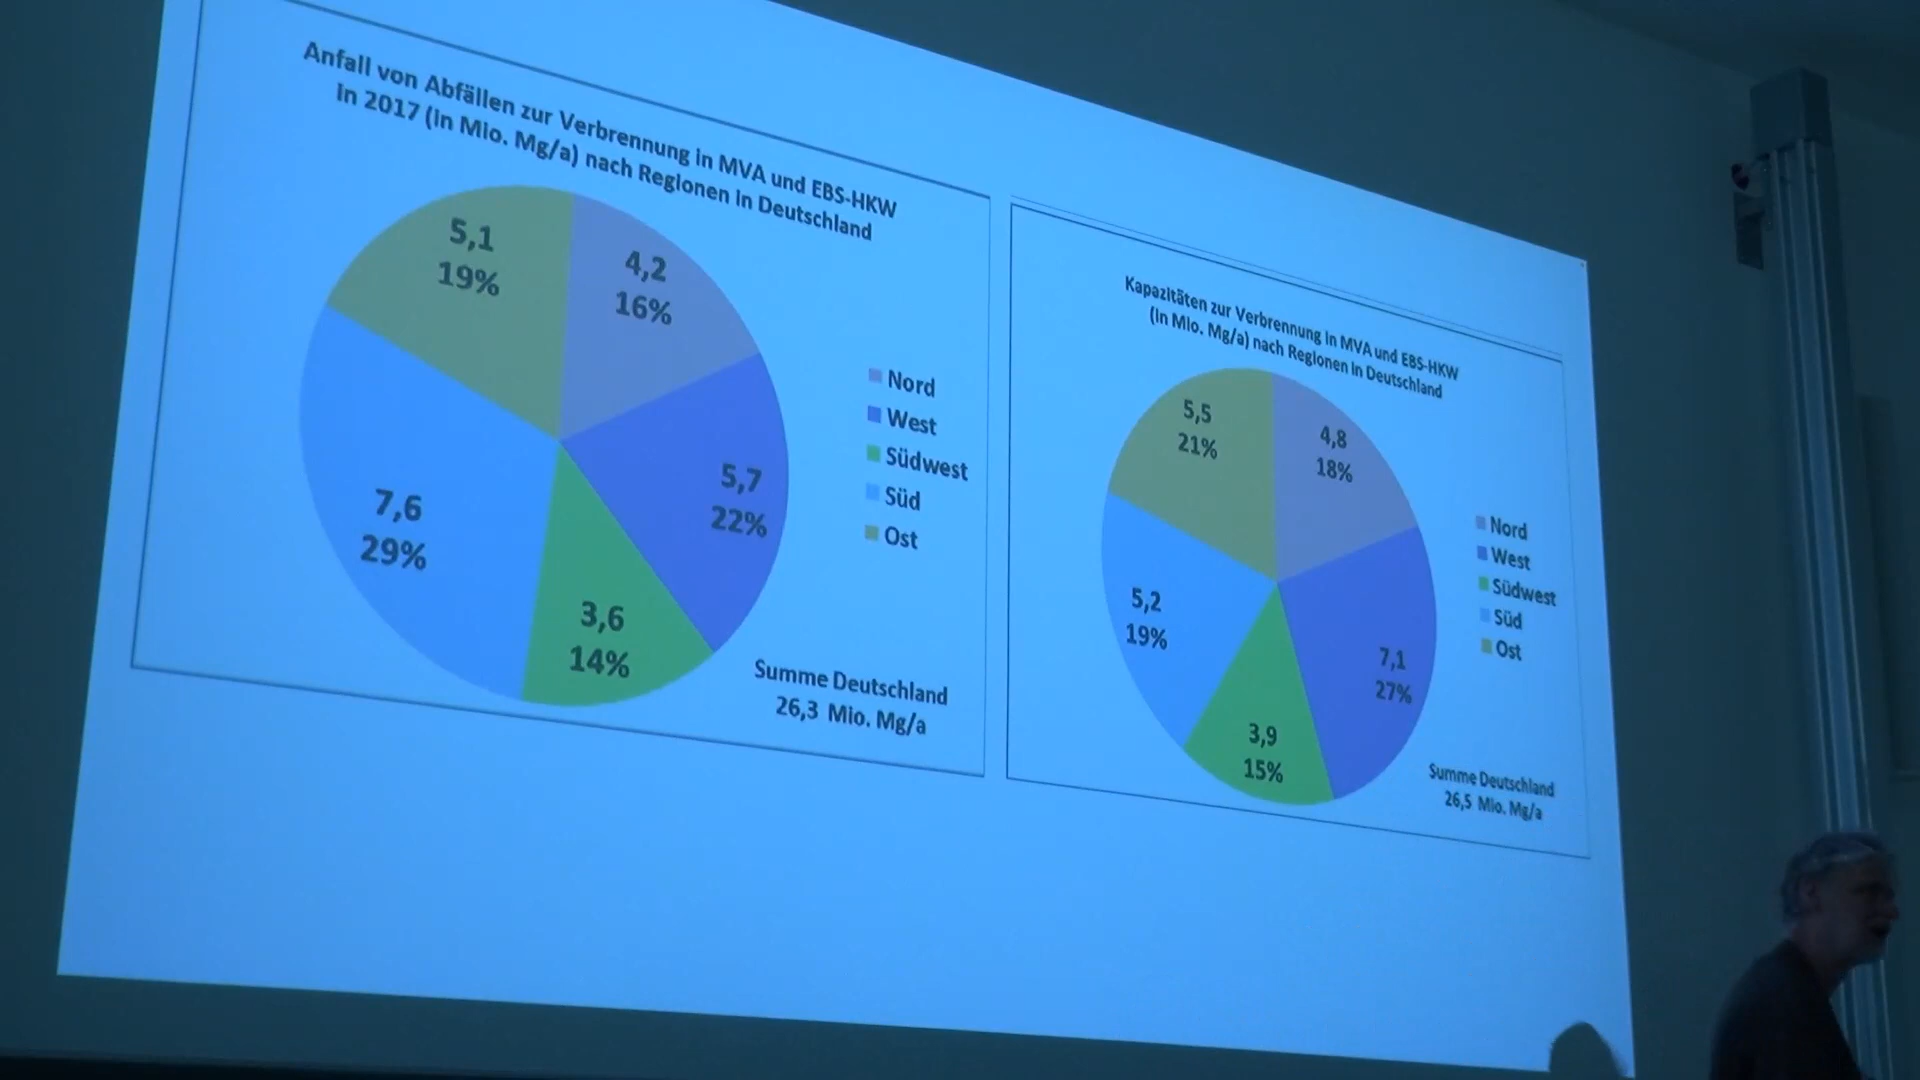 Anfall von Abfällen zur Verbrennung in MVA und EBS-HKW
in 2017 (in Mio. Mg/a) nach Regionen in Deutschland
5,1
19%
4,2
16%
5,7
22%
3,6
14%
7,6
29%
Nord
West
Südwest
Süd
Ost
Summe Deutschland
26,3 Mio. Mg/a
Kapazitäten zur Verbrennung in MVA und EBS-HKW
(in Mio. Mg/a) nach Regionen in Deutschland
5,5
21%
4,8
18%
7,1
27%
3,9
15%
5,2
19%
Nord
West
Südwest
Süd
Ost
Summe Deutschland
26,5 Mio. Mg/a